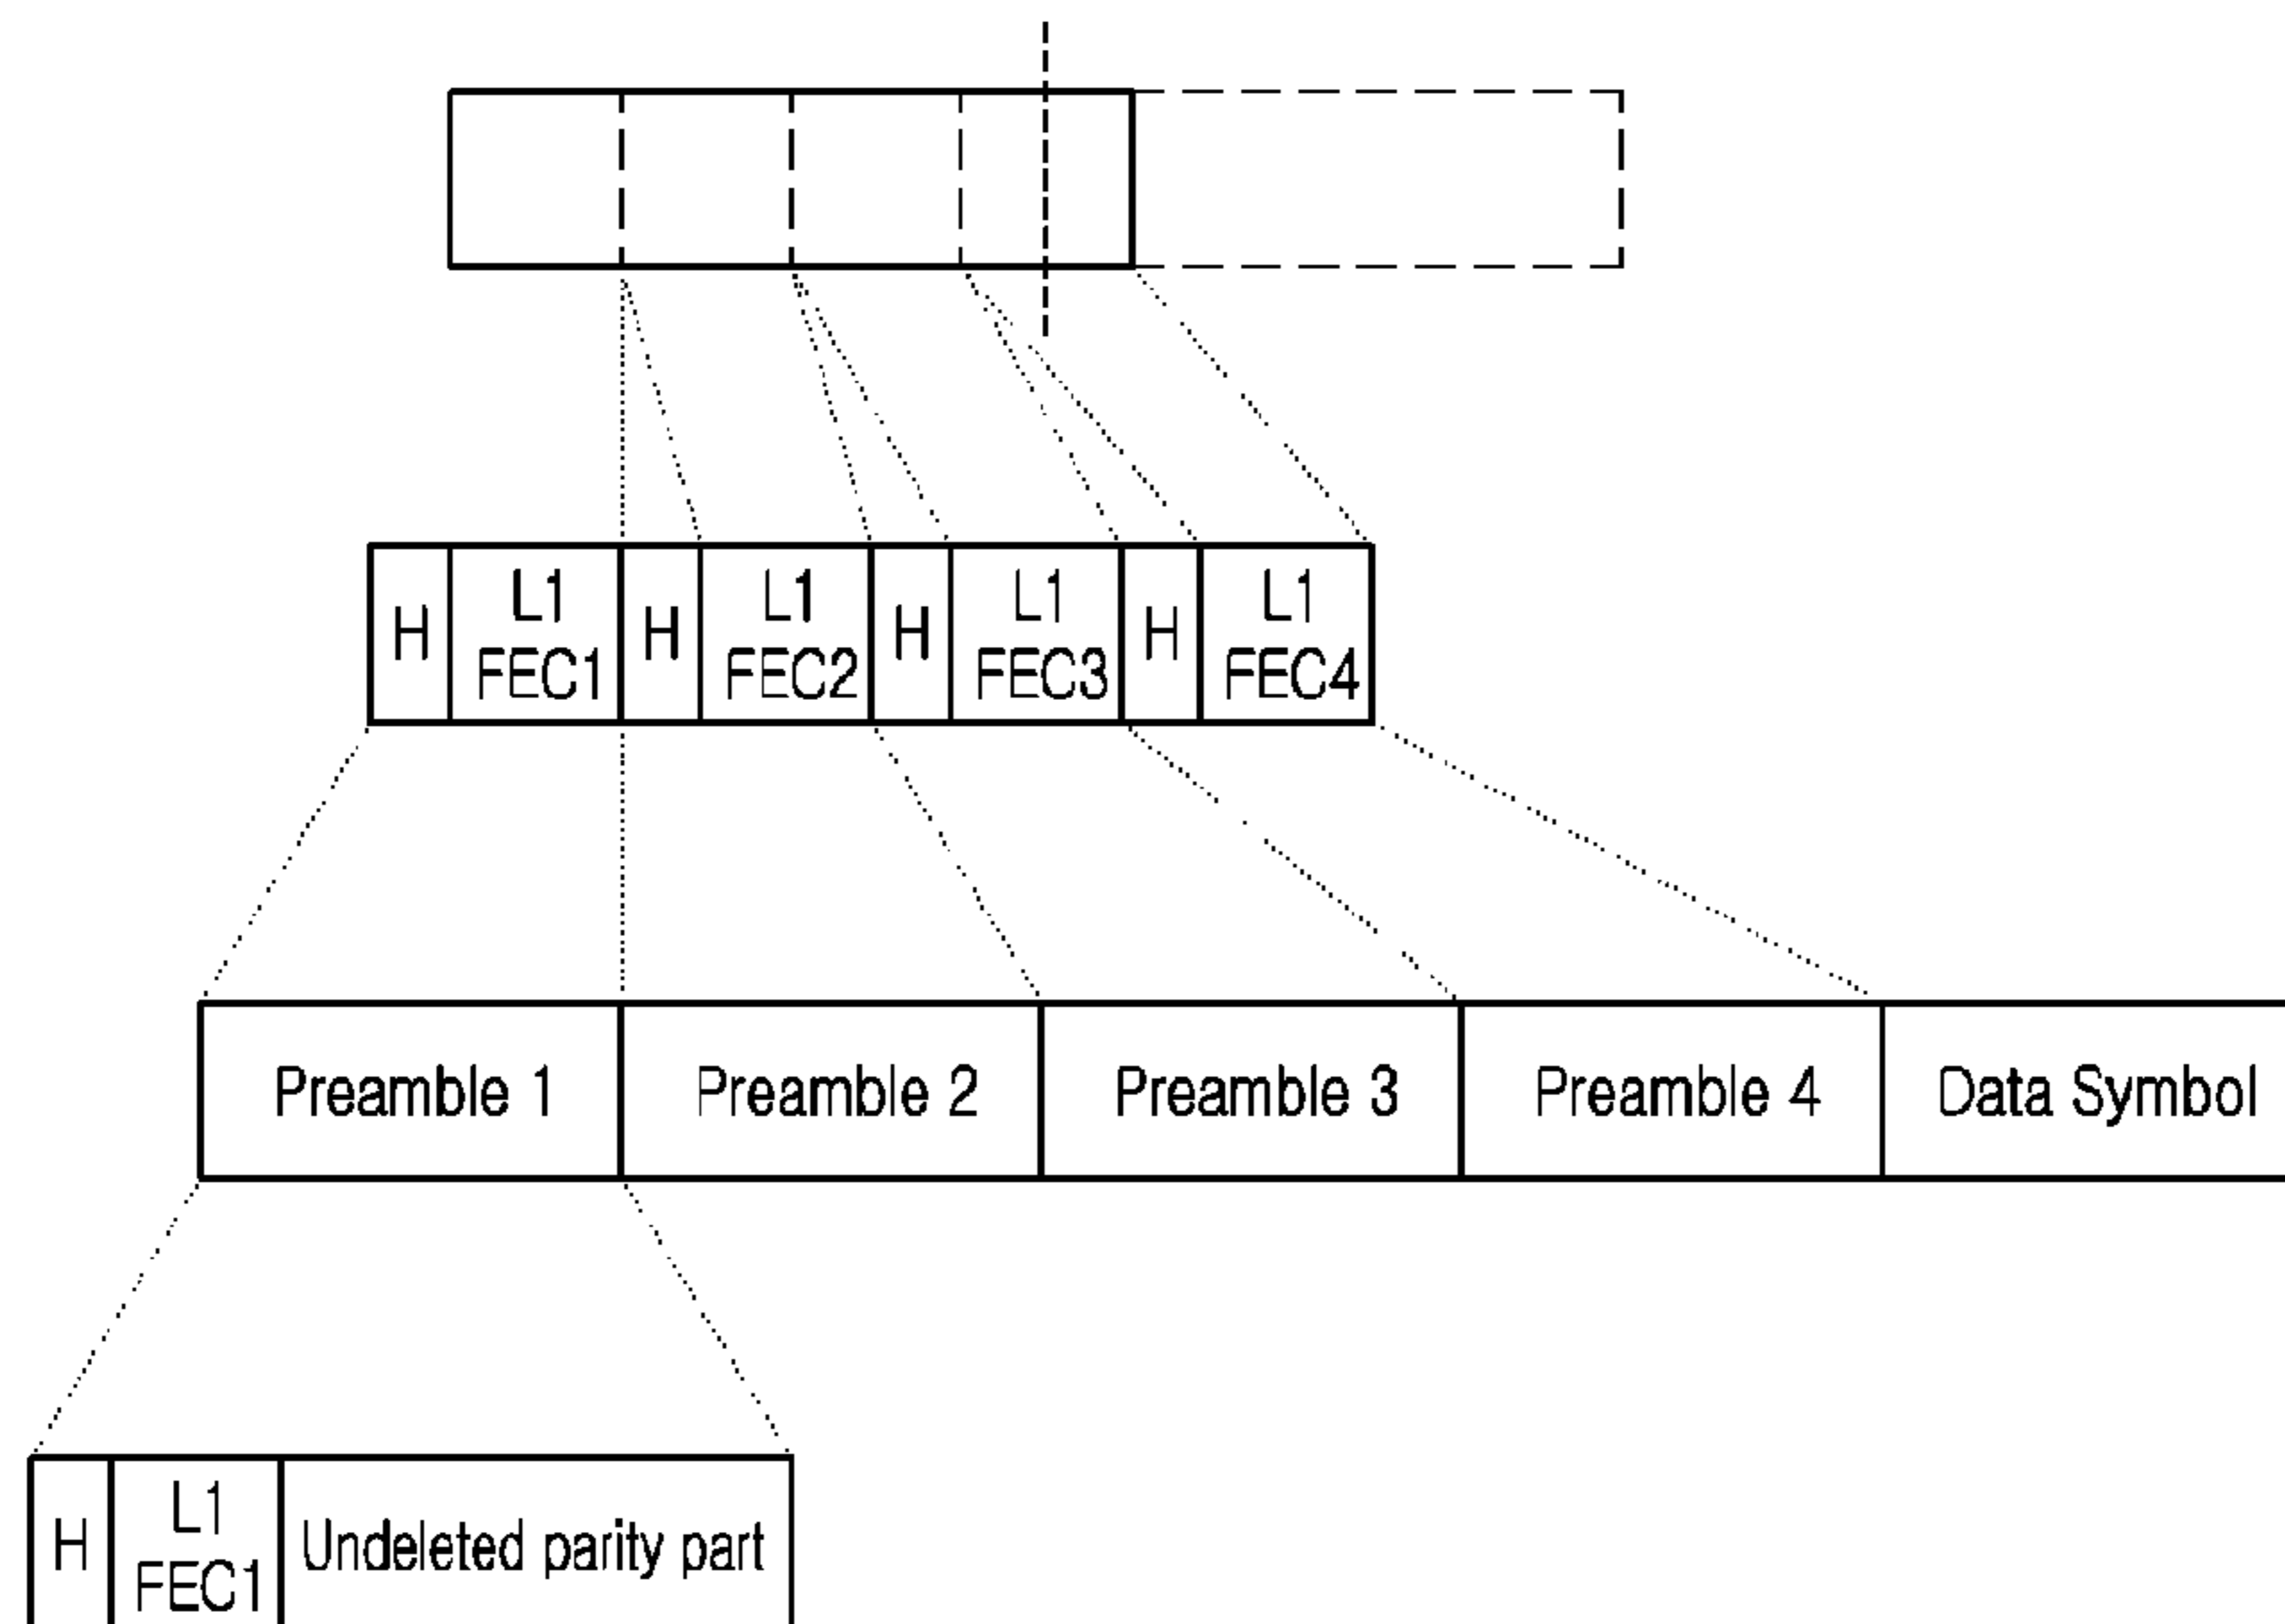 H L1 FEC1 H L1 FEC2 H L1 FEC3 H L1 FEC4
Preamble 1 Preamble 2 Preamble 3 Preamble 4 Data Symbol
H L1 FEC1 Undeleted parity part